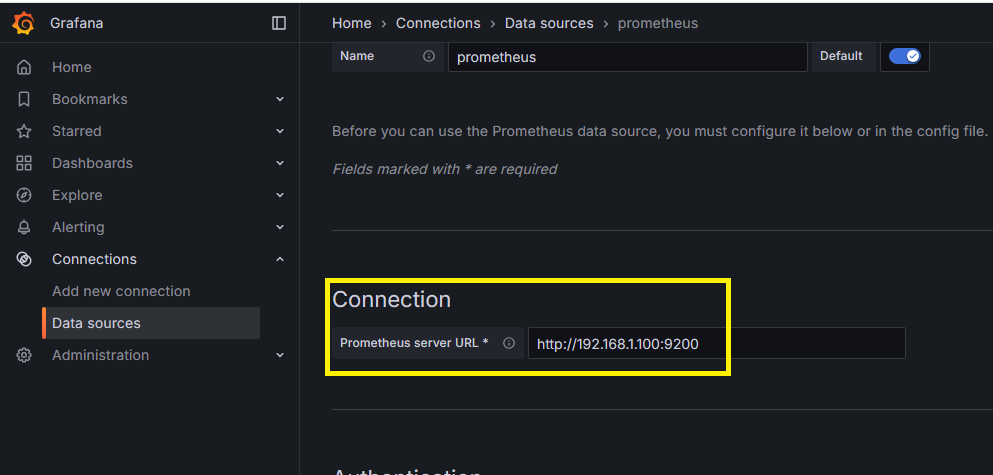 Grafana
Home › Connections › Data sources › prometheus
Home
Bookmarks
Starred
Dashboards
Explore
Alerting
Connections
Add new connection
Data sources
Administration
Name prometheus Default
Before you can use the Prometheus data source, you must configure it below or in the config file.
Fields marked with * are required
Connection
Prometheus server URL * http://192.168.1.100:9200
Authentication